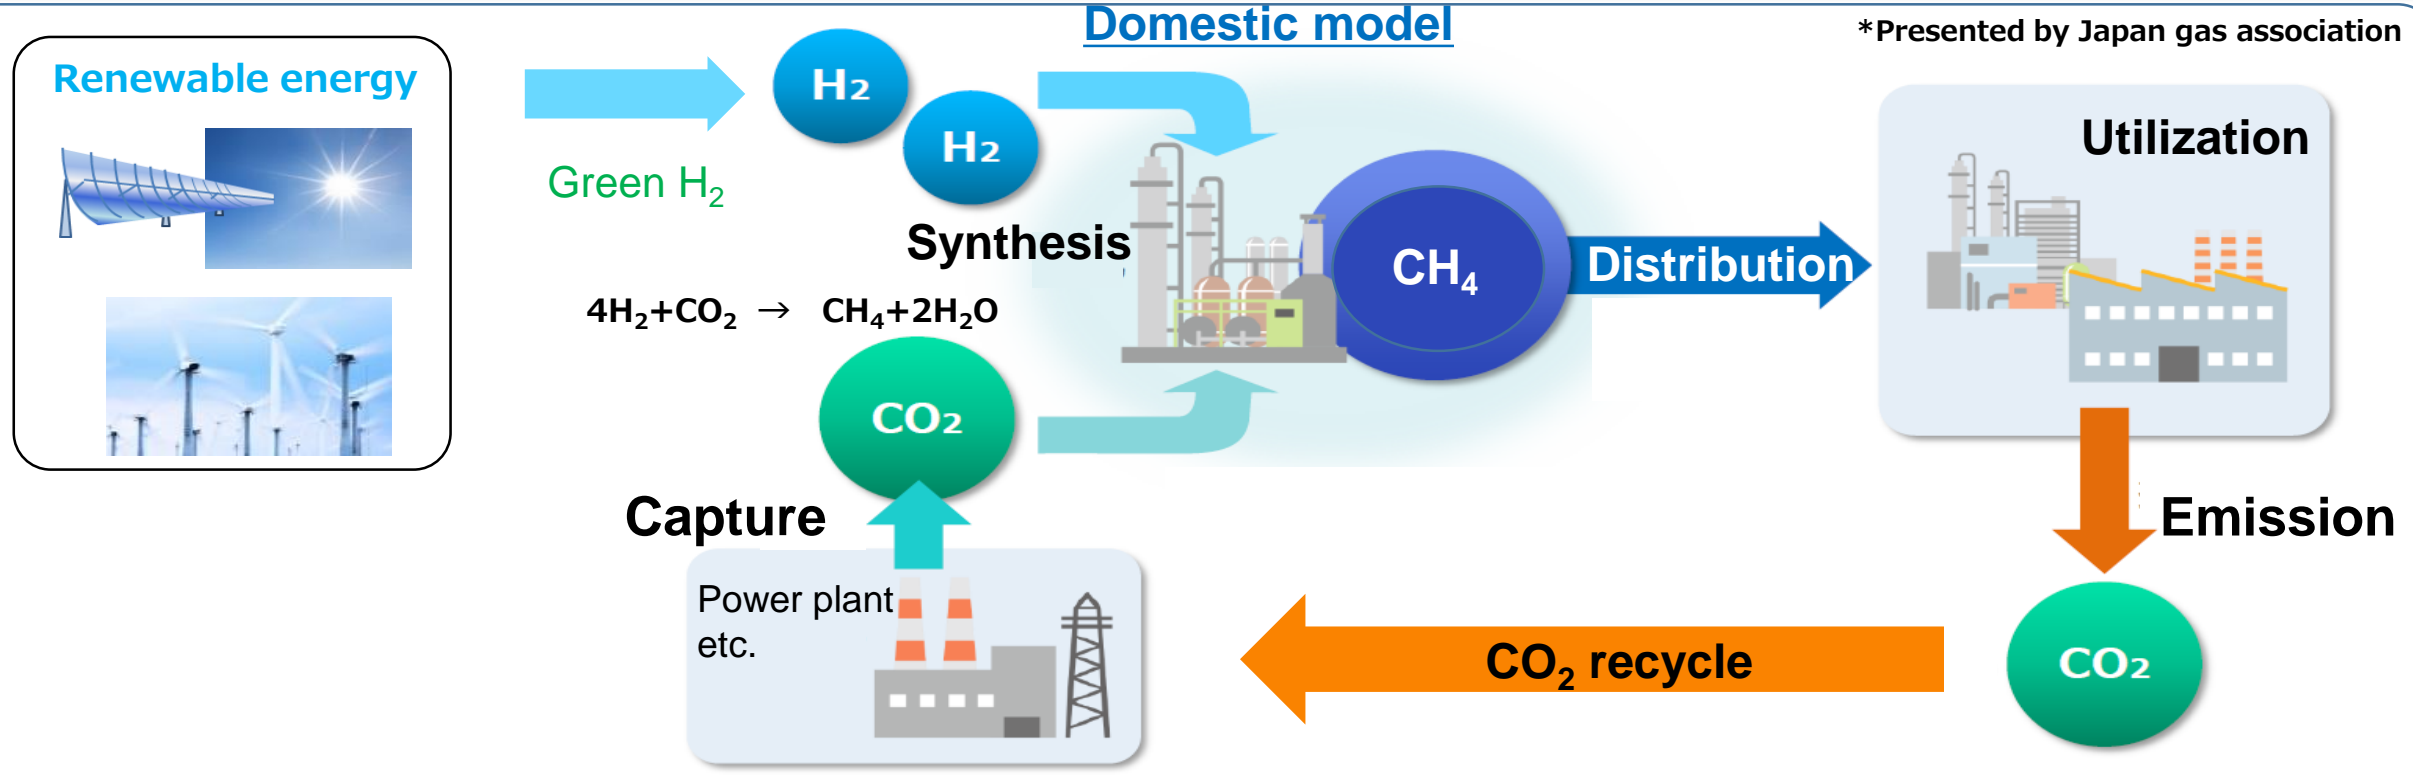 Domestic model
*Presented by Japan gas association
Renewable energy
Green H₂
H₂
H₂
Synthesis
4H₂+CO₂ → CH₄+2H₂O
CH₄
Distribution
Utilization
CO₂
Capture
Power plant
etc.
Emission
CO₂ recycle
CO₂